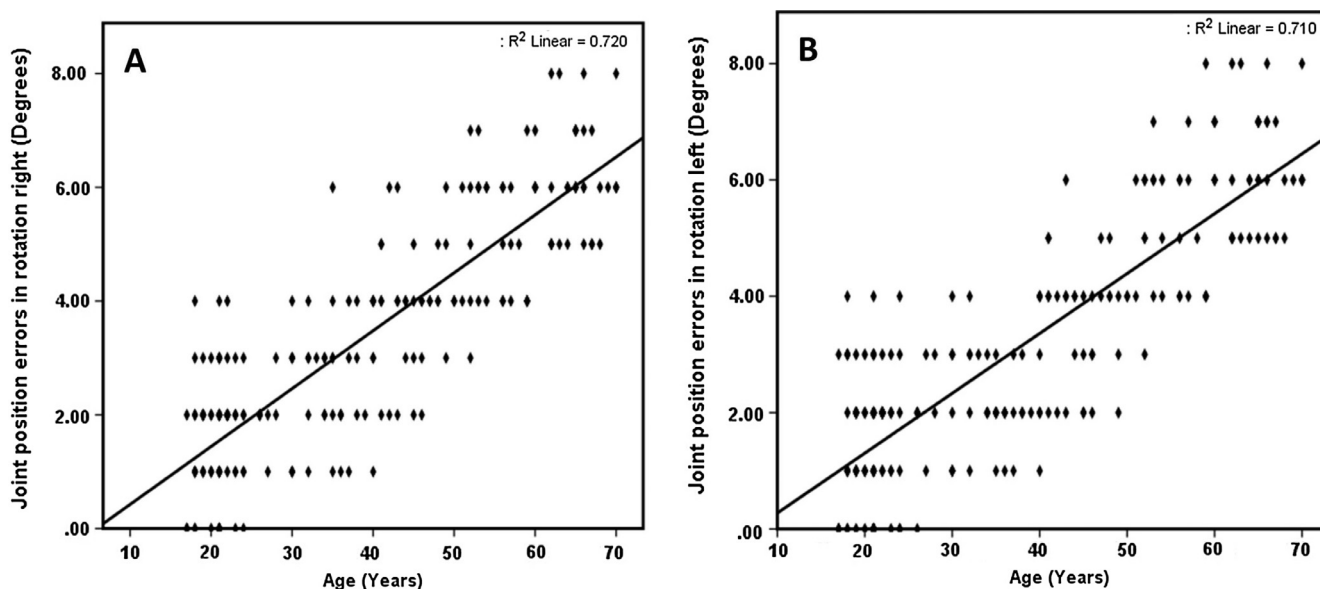 A
: R² Linear = 0.720
Joint position errors in rotation right (Degrees)
8.00
6.00
4.00
2.00
.00
10 20 30 40 50 60 70
Age (Years)
B
: R² Linear = 0.710
Joint position errors in rotation left (Degrees)
8.00
6.00
4.00
2.00
.00
10 20 30 40 50 60 70
Age (Years)